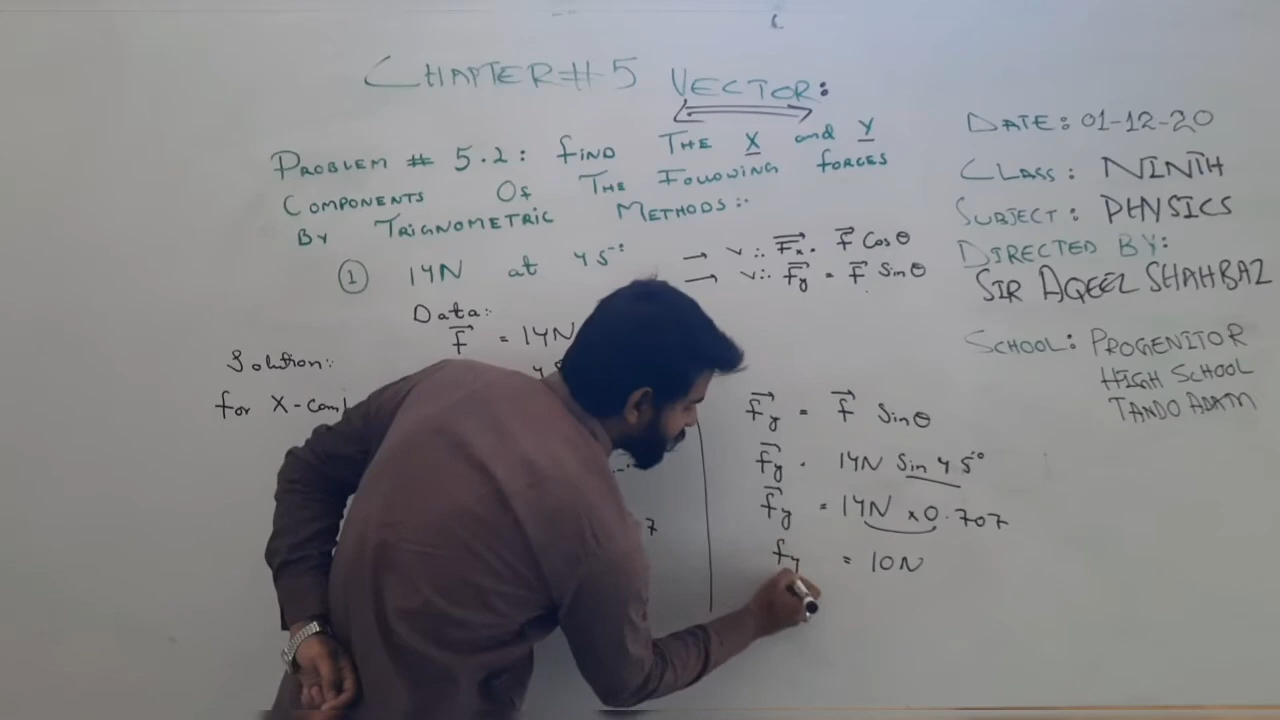 CHAPTER # 5 VECTOR:
PROBLEM # 5.2: FIND THE X and Y
COMPONENTS OF THE FOLLOWING FORCES
BY TRIGNOMETRIC METHODS:-
① 14N at 45°
→ ∵ Fx = F Cosθ
→ ∵ Fy = F Sinθ
Data:-
F = 14N
Solution:-
for X-com
7
Fy = F Sinθ
Fy = 14N Sin 45°
Fy = 14N × 0.707
fy = 10N
DATE: 01-12-20
CLASS: NINTH
SUBJECT: PHYSICS
DIRECTED BY:
SIR AQEEL SHAHBAZ
SCHOOL: PROGENITOR
HIGH SCHOOL
TANDO ADAM